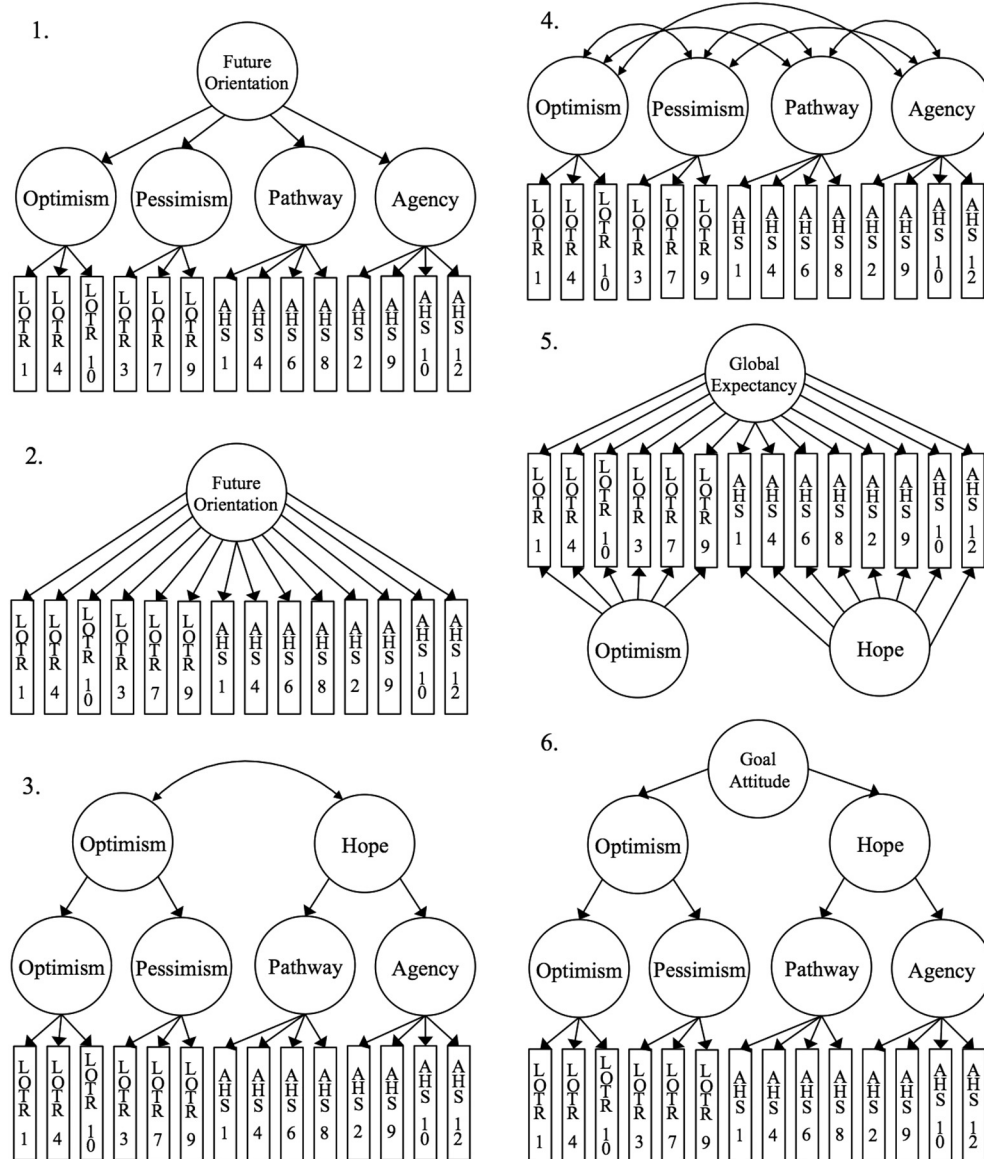 1.
Future
Orientation
Optimism Pessimism Pathway Agency
LOTR 1 LOTR 4 LOTR 10 LOTR 3 LOTR 7 LOTR 9 AHS 1 AHS 4 AHS 6 AHS 8 AHS 2 AHS 9 AHS 10 AHS 12
2.
Future
Orientation
LOTR 1 LOTR 4 LOTR 10 LOTR 3 LOTR 7 LOTR 9 AHS 1 AHS 4 AHS 6 AHS 8 AHS 2 AHS 9 AHS 10 AHS 12
3.
Optimism Hope
Optimism Pessimism Pathway Agency
LOTR 1 LOTR 4 LOTR 10 LOTR 3 LOTR 7 LOTR 9 AHS 1 AHS 4 AHS 6 AHS 8 AHS 2 AHS 9 AHS 10 AHS 12
4.
Optimism Pessimism Pathway Agency
LOTR 1 LOTR 4 LOTR 10 LOTR 3 LOTR 7 LOTR 9 AHS 1 AHS 4 AHS 6 AHS 8 AHS 2 AHS 9 AHS 10 AHS 12
5.
Global
Expectancy
LOTR 1 LOTR 4 LOTR 10 LOTR 3 LOTR 7 LOTR 9 AHS 1 AHS 4 AHS 6 AHS 8 AHS 2 AHS 9 AHS 10 AHS 12
Optimism Hope
6.
Goal
Attitude
Optimism Hope
Optimism Pessimism Pathway Agency
LOTR 1 LOTR 4 LOTR 10 LOTR 3 LOTR 7 LOTR 9 AHS 1 AHS 4 AHS 6 AHS 8 AHS 2 AHS 9 AHS 10 AHS 12